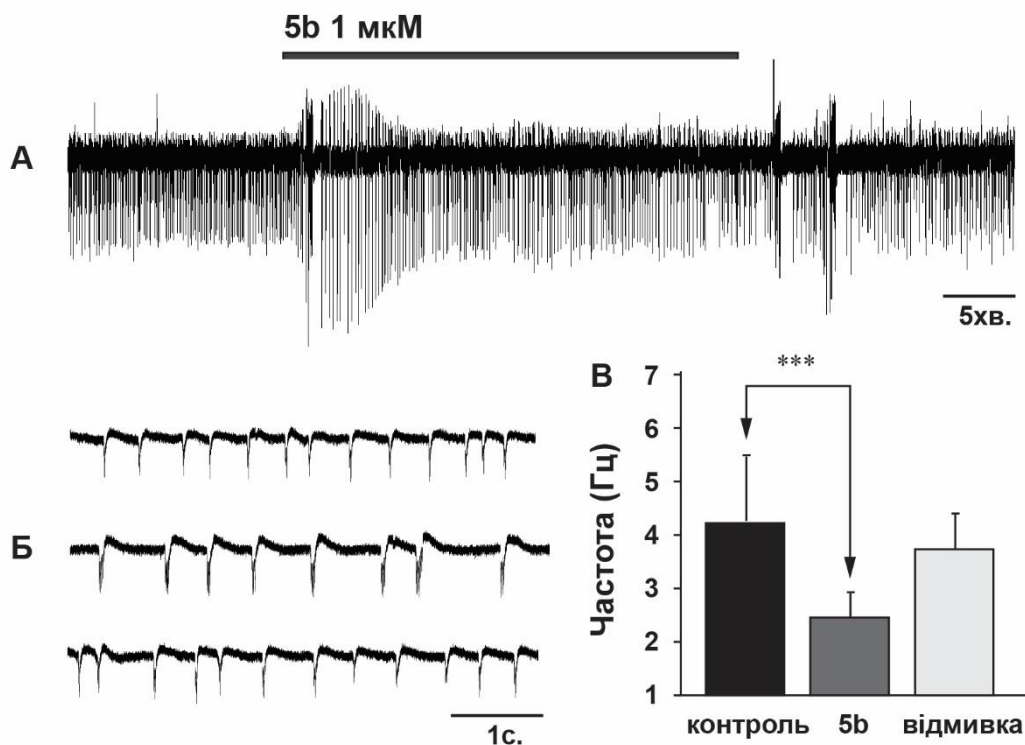 5b 1 мкМ
А
5хв.
Б
1с.
В
***
7
6
5
4
3
2
1
Частота (Гц)
контроль 5b відмивка